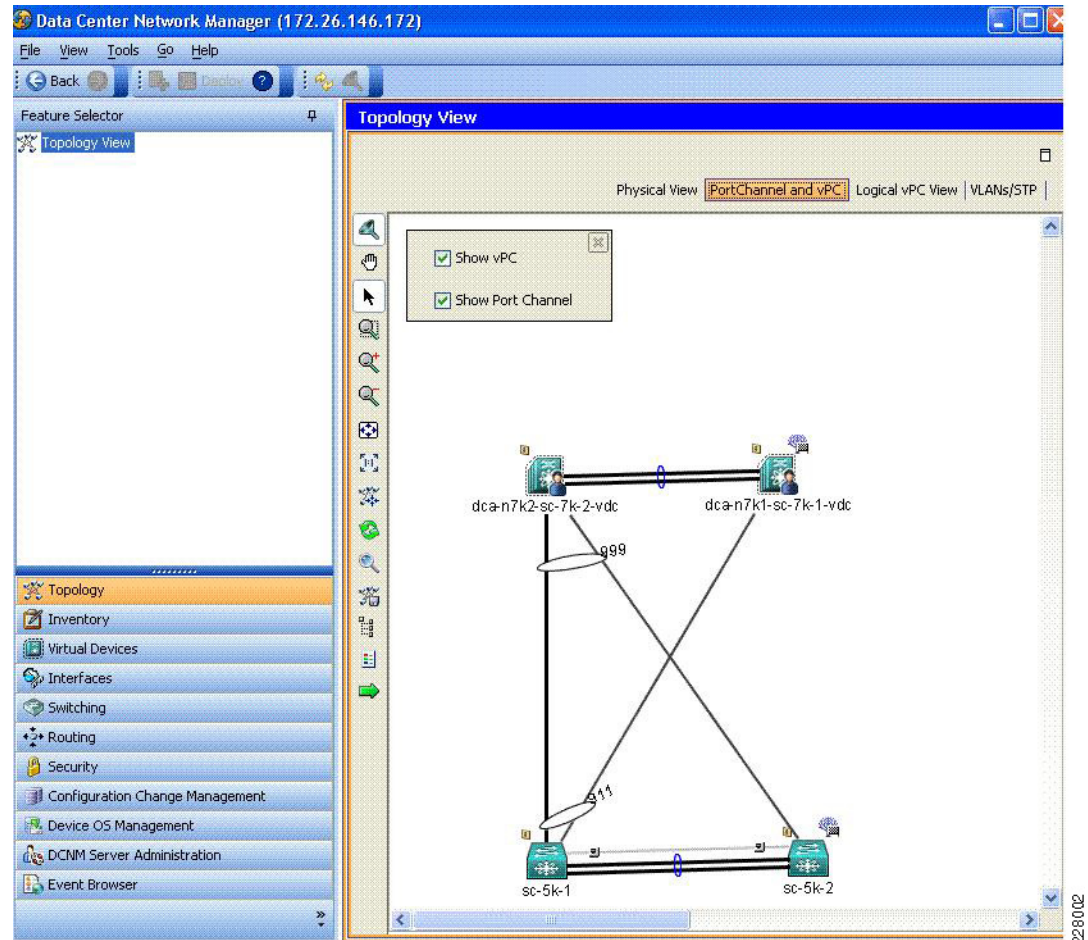 Data Center Network Manager (172.26.146.172)
File View Tools Go Help
Back Deploy
Feature Selector
Topology View
Topology View
Physical View PortChannel and vPC Logical vPC View VLANs/STP
Show vPC
Show Port Channel
dca-n7k2-sc-7k-2-vdc
dca-n7k1-sc-7k-1-vdc
999
911
sc-5k-1
sc-5k-2
Topology
Inventory
Virtual Devices
Interfaces
Switching
Routing
Security
Configuration Change Management
Device OS Management
DCNM Server Administration
Event Browser
228002